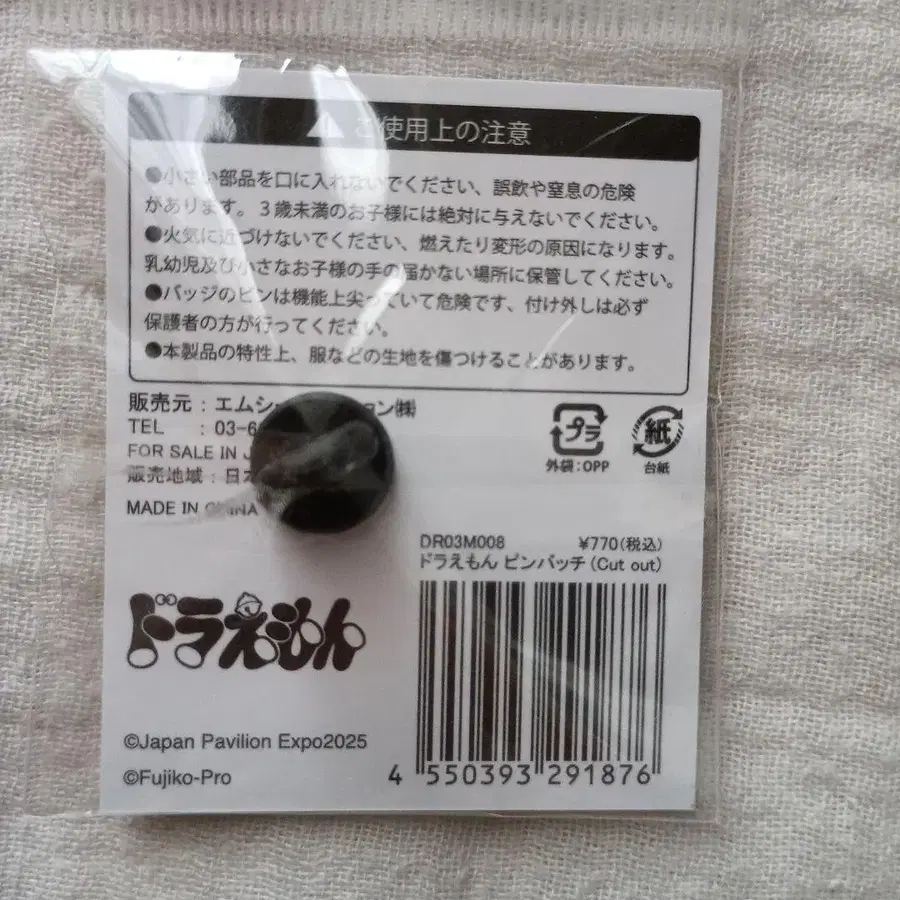 ご使用上の注意
●小さい部品を口に入れないでください、誤飲や窒息の危険
があります。3歳未満のお子様には絶対に与えないでください。
●火気に近づけないでください、燃えたり変形の原因になります。
乳幼児及び小さなお子様の手の届かない場所に保管してください。
●バッジのピンは機能上尖っていて危険です、付け外しは必ず
保護者の方が行ってください。
●本製品の特性上、服などの生地を傷つけることがあります。
販売元:エムシー ョン㈱
TEL :03-6
FOR SALE IN
販売地域:日本
MADE IN CHINA
プラ
外袋:OPP
紙
台紙
DR03M008 ¥770(税込)
ドラえもん ピンバッチ(Cut out)
ドラえもん
©Japan Pavilion Expo2025
©Fujiko-Pro
4 550393 291876